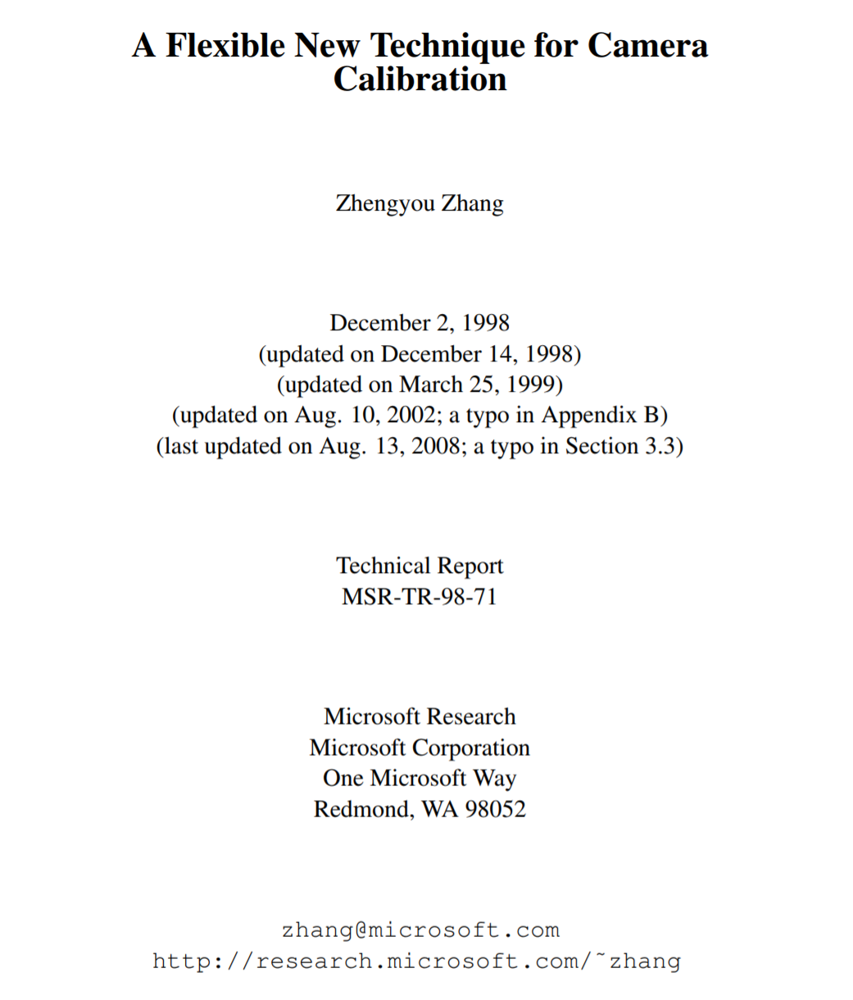 A Flexible New Technique for Camera
Calibration
Zhengyou Zhang
December 2, 1998
(updated on December 14, 1998)
(updated on March 25, 1999)
(updated on Aug. 10, 2002; a typo in Appendix B)
(last updated on Aug. 13, 2008; a typo in Section 3.3)
Technical Report
MSR-TR-98-71
Microsoft Research
Microsoft Corporation
One Microsoft Way
Redmond, WA 98052
zhang@microsoft.com
http://research.microsoft.com/˜zhang